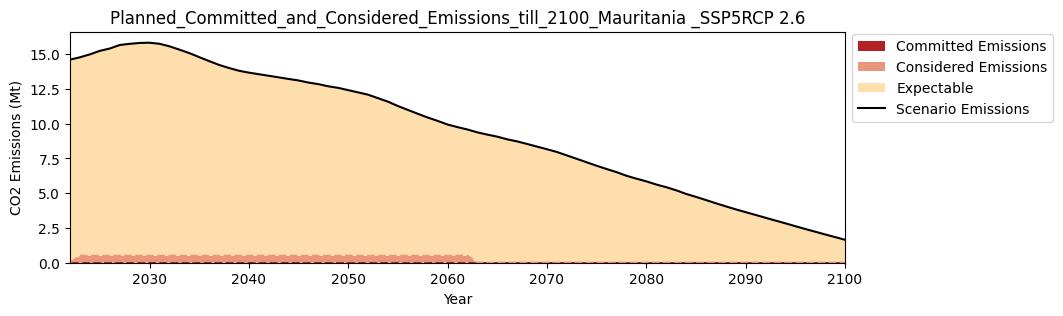 Planned_Committed_and_Considered_Emissions_till_2100_Mauritania _SSP5RCP 2.6
CO2 Emissions (Mt)
15.0
12.5
10.0
7.5
5.0
2.5
0.0
2030 2040 2050 2060 2070 2080 2090 2100
Year
Committed Emissions
Considered Emissions
Expectable
Scenario Emissions